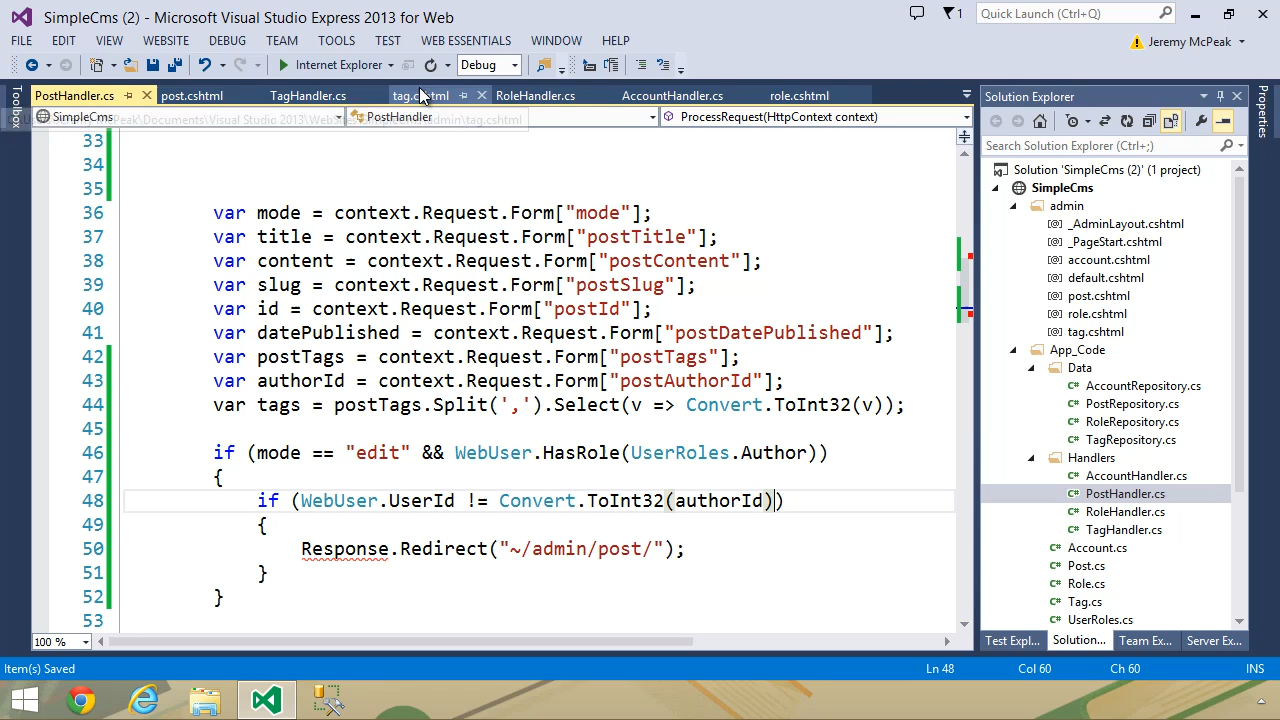 SimpleCms (2) - Microsoft Visual Studio Express 2013 for Web
1
Quick Launch (Ctrl+Q)
FILE EDIT VIEW WEBSITE DEBUG TEAM TOOLS TEST WEB ESSENTIALS WINDOW HELP
Jeremy McPeak
Internet Explorer
Debug
Toolbox
PostHandler.cs post.cshtml TagHandler.cs tag.cshtml RoleHandler.cs AccountHandler.cs role.cshtml
SimpleCms
PostHandler
ProcessRequest(HttpContext context)
33
34
35
36 var mode = context.Request.Form["mode"];
37 var title = context.Request.Form["postTitle"];
38 var content = context.Request.Form["postContent"];
39 var slug = context.Request.Form["postSlug"];
40 var id = context.Request.Form["postId"];
41 var datePublished = context.Request.Form["postDatePublished"];
42 var postTags = context.Request.Form["postTags"];
43 var authorId = context.Request.Form["postAuthorId"];
44 var tags = postTags.Split(',').Select(v => Convert.ToInt32(v));
45
46 if (mode == "edit" && WebUser.HasRole(UserRoles.Author))
47 {
48 if (WebUser.UserId != Convert.ToInt32(authorId))
49 {
50 Response.Redirect("~/admin/post/");
51 }
52 }
53
100 %
Solution Explorer
Search Solution Explorer (Ctrl+;)
Solution 'SimpleCms (2)' (1 project)
SimpleCms
admin
_AdminLayout.cshtml
_PageStart.cshtml
account.cshtml
default.cshtml
post.cshtml
role.cshtml
tag.cshtml
App_Code
Data
AccountRepository.cs
PostRepository.cs
RoleRepository.cs
TagRepository.cs
Handlers
AccountHandler.cs
PostHandler.cs
RoleHandler.cs
TagHandler.cs
Account.cs
Post.cs
Role.cs
Tag.cs
UserRoles.cs
Test Expl... Solution... Team Ex... Server Ex...
Properties
Item(s) Saved
Ln 48 Col 60 Ch 60 INS